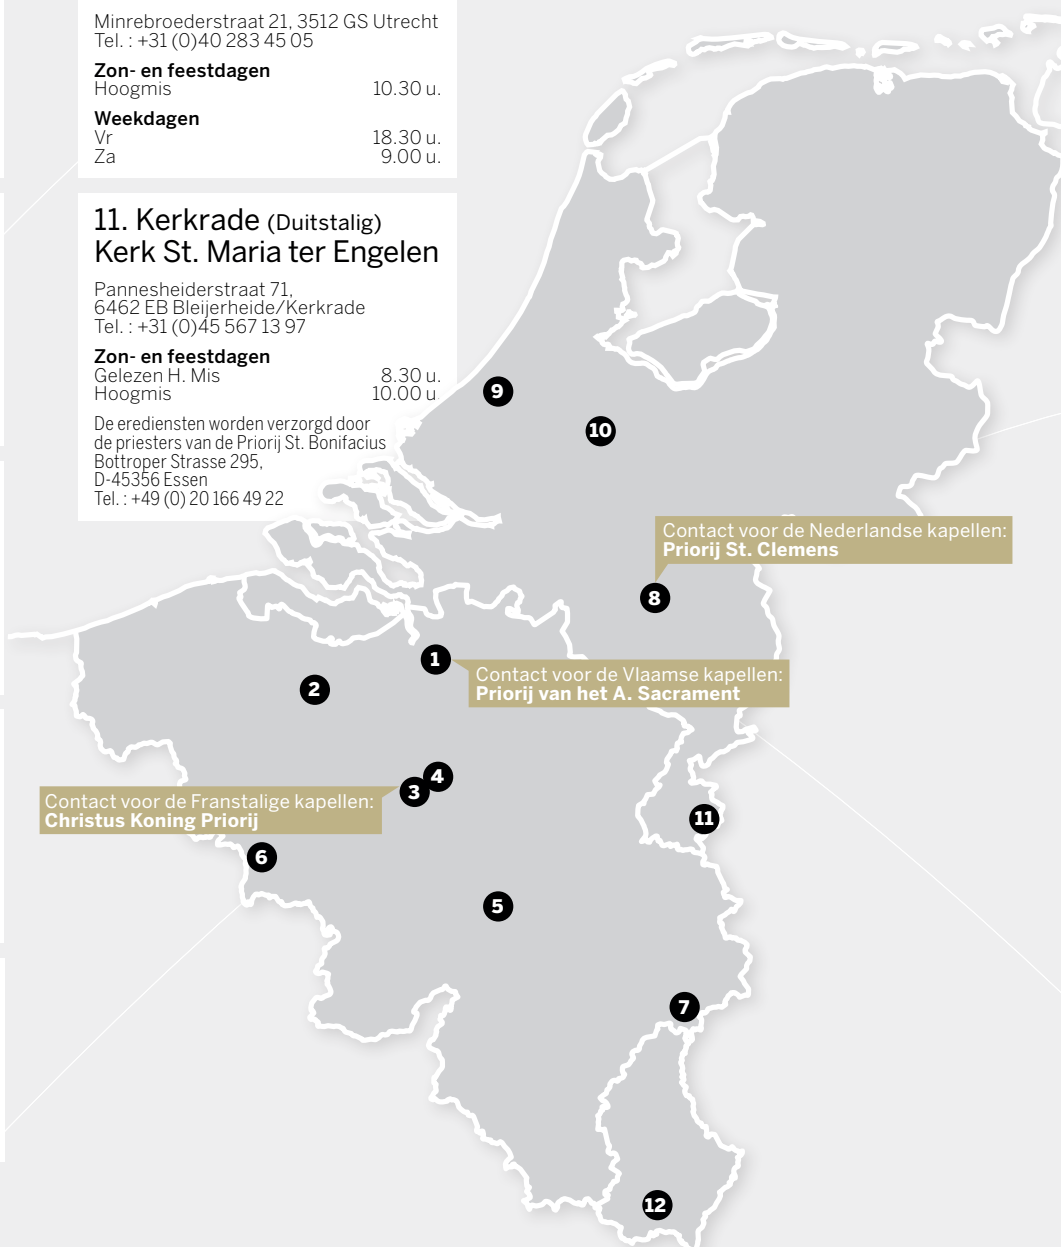 Minrebroederstraat 21, 3512 GS Utrecht
Tel. : +31 (0)40 283 45 05
Zon- en feestdagen
Hoogmis 10.30 u.
Weekdagen
Vr 18.30 u.
Za 9.00 u.
11. Kerkrade (Duitstalig)
Kerk St. Maria ter Engelen
Pannesheiderstraat 71,
6462 EB Bleijerheide/Kerkrade
Tel. : +31 (0)45 567 13 97
Zon- en feestdagen
Gelezen H. Mis 8.30 u.
Hoogmis 10.00 u.
De erediensten worden verzorgd door
de priesters van de Priorij St. Bonifacius
Bottroper Strasse 295,
D-45356 Essen
Tel. : +49 (0) 20 166 49 22
9
10
Contact voor de Nederlandse kapellen:
Priorij St. Clemens
8
1
Contact voor de Vlaamse kapellen:
Priorij van het A. Sacrament
2
4
3
Contact voor de Franstalige kapellen:
Christus Koning Priorij
11
6
5
7
12